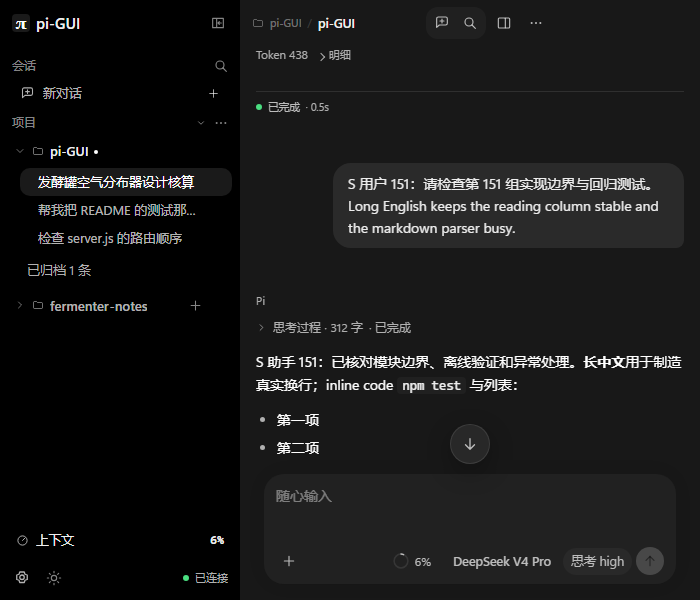 π pi-GUI
会话
新对话
项目
pi-GUI
发酵罐空气分布器设计核算
帮我把 README 的测试那...
检查 server.js 的路由顺序
已归档 1 条
fermenter-notes
上下文 6%
已连接
pi-GUI / pi-GUI
Token 438 明细
已完成 · 0.5s
S 用户 151：请检查第 151 组实现边界与回归测试。
Long English keeps the reading column stable and
the markdown parser busy.
Pi
思考过程 · 312 字 · 已完成
S 助手 151：已核对模块边界、离线验证和异常处理。长中文用于制造
真实换行；inline code npm test 与列表：
第一项
第二项
随心输入
6% DeepSeek V4 Pro 思考 high